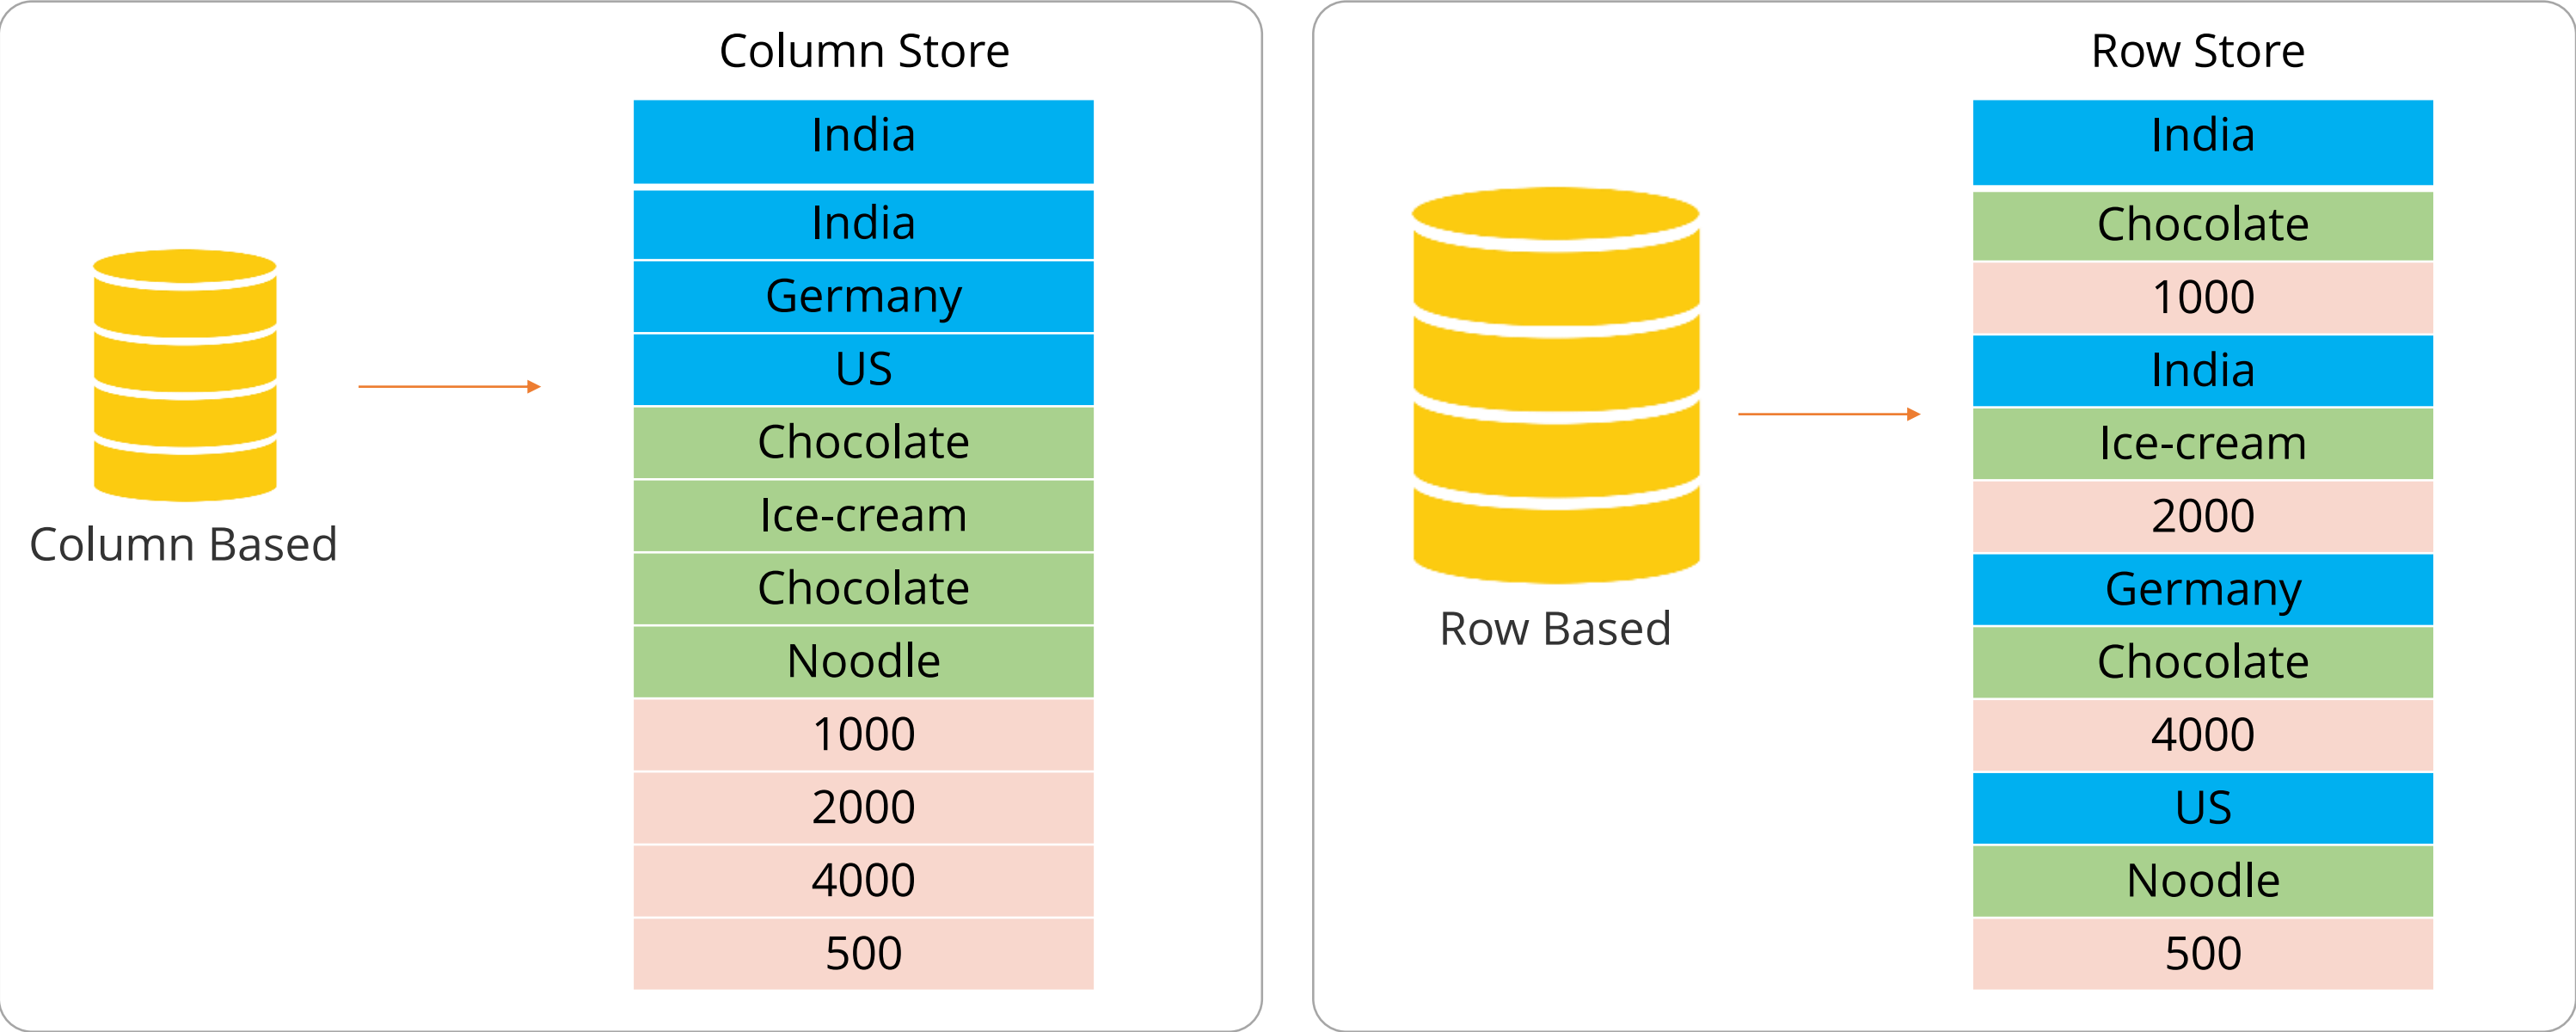 Column Store
India
India
Germany
US
Chocolate
Ice-cream
Chocolate
Noodle
1000
2000
4000
500
Column Based
Row Store
India
Chocolate
1000
India
Ice-cream
2000
Germany
Chocolate
4000
US
Noodle
500
Row Based